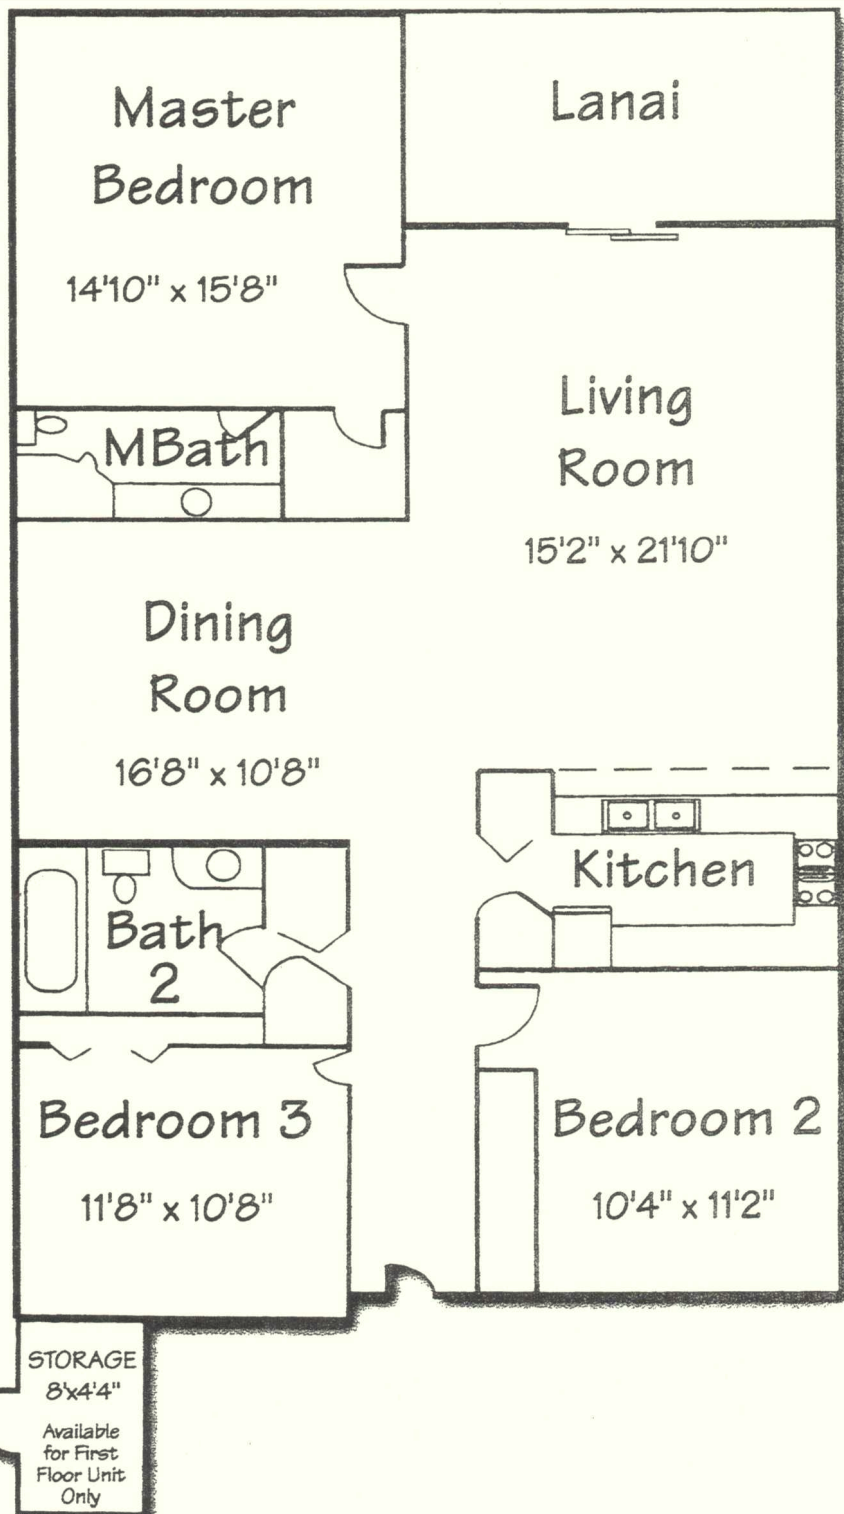 Master
Bedroom
14'10" x 15'8"
Lanai
Living
Room
15'2" x 21'10"
MBath
Dining
Room
16'8" x 10'8"
Kitchen
Bath
2
Bedroom 3
11'8" x 10'8"
Bedroom 2
10'4" x 11'2"
STORAGE
8'x4'4"
Available
for First
Floor Unit
Only